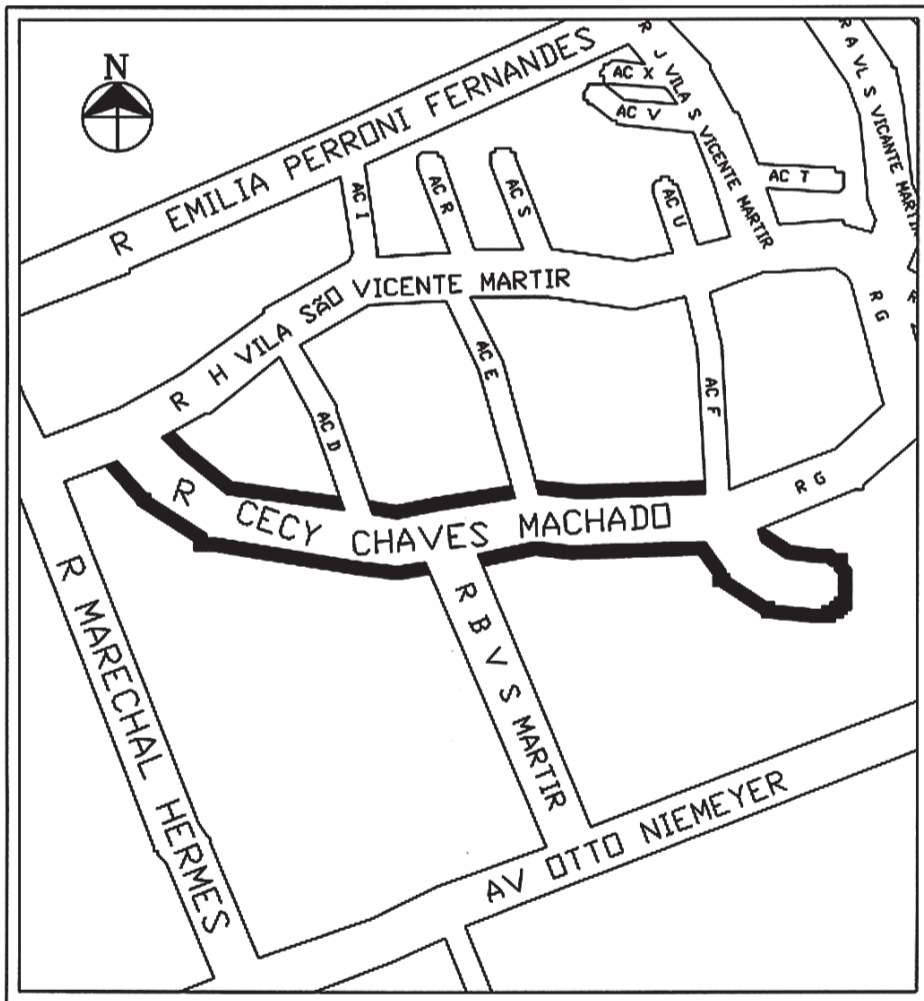 N
R EMILIA PERRONI FERNANDES
R J VILA S VICENTE MARTIR
R A VL S VICANTE MARTIR
AC X
AC V
AC T
AC I
AC R
AC S
AC U
R H VILA SÃO VICENTE MARTIR
R G
AC D
AC E
AC F
R G
R CECY CHAVES MACHADO
R B V S MARTIR
R MARECHAL HERMES
AV OTTO NIEMEYER